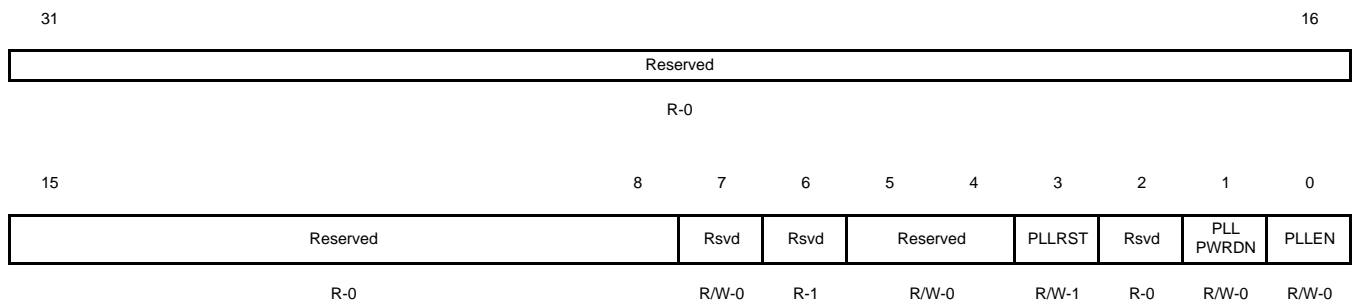 31 16
Reserved
R-0
15 8 7 6 5 4 3 2 1 0
Reserved Rsvd Rsvd Reserved PLLRST Rsvd PLL PWRDN PLLEN
R-0 R/W-0 R-1 R/W-0 R/W-1 R-0 R/W-0 R/W-0